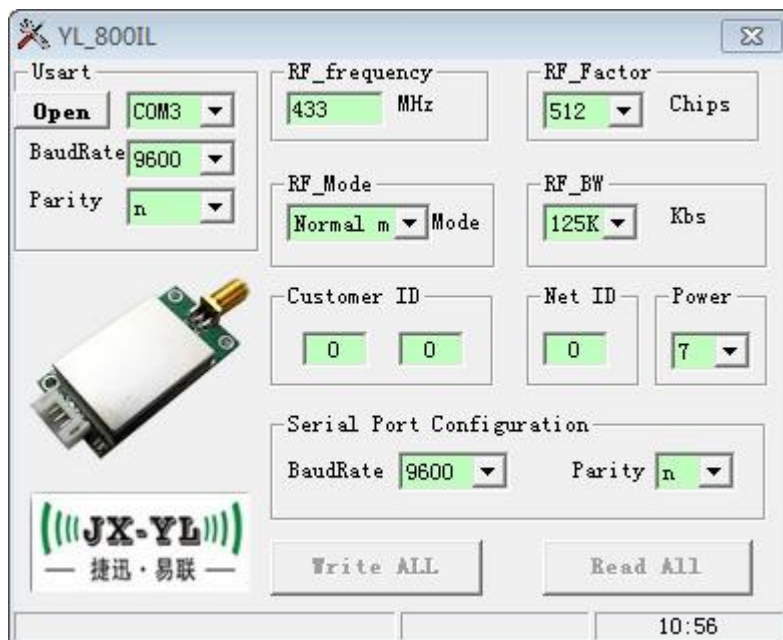 YL_800IL
Usart
Open COM3
BaudRate 9600
Parity n
RF_frequency
433 MHz
RF_Factor
512 Chips
RF_Mode
Normal m Mode
RF_BW
125K Kbs
Customer ID
0 0
Net ID
0
Power
7
Serial Port Configuration
BaudRate 9600 Parity n
JX-YL
捷迅·易联
Write ALL Read All
10:56